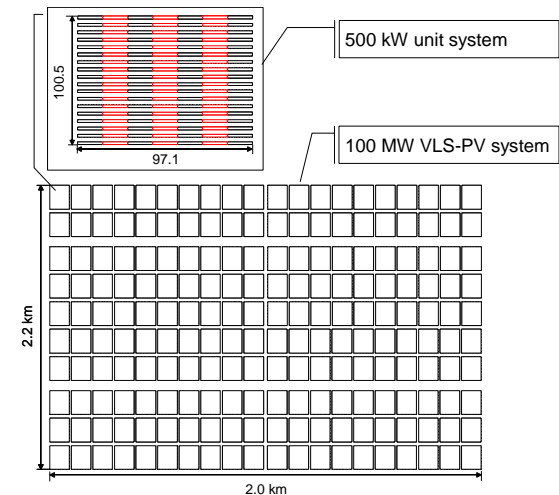 500 kW unit system
100.5
97.1
100 MW VLS-PV system
2.2 km
2.0 km